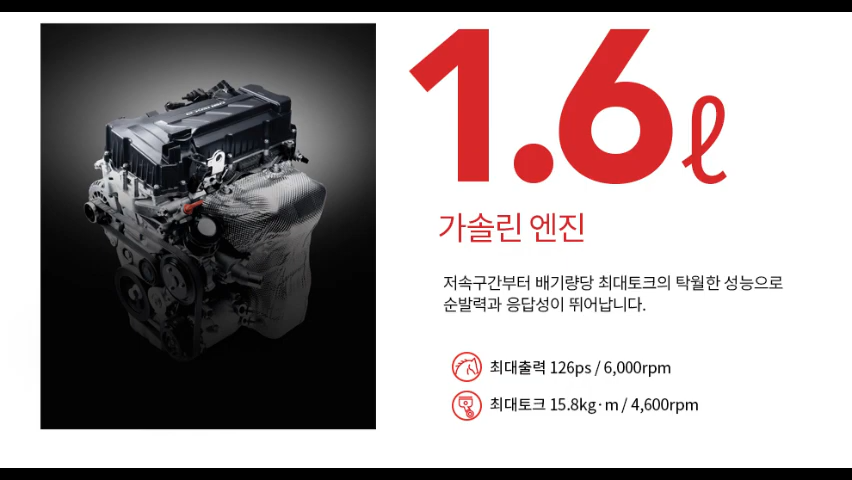 1.6ℓ
가솔린 엔진
저속구간부터 배기량당 최대토크의 탁월한 성능으로
순발력과 응답성이 뛰어납니다.
최대출력 126ps / 6,000rpm
최대토크 15.8kg·m / 4,600rpm